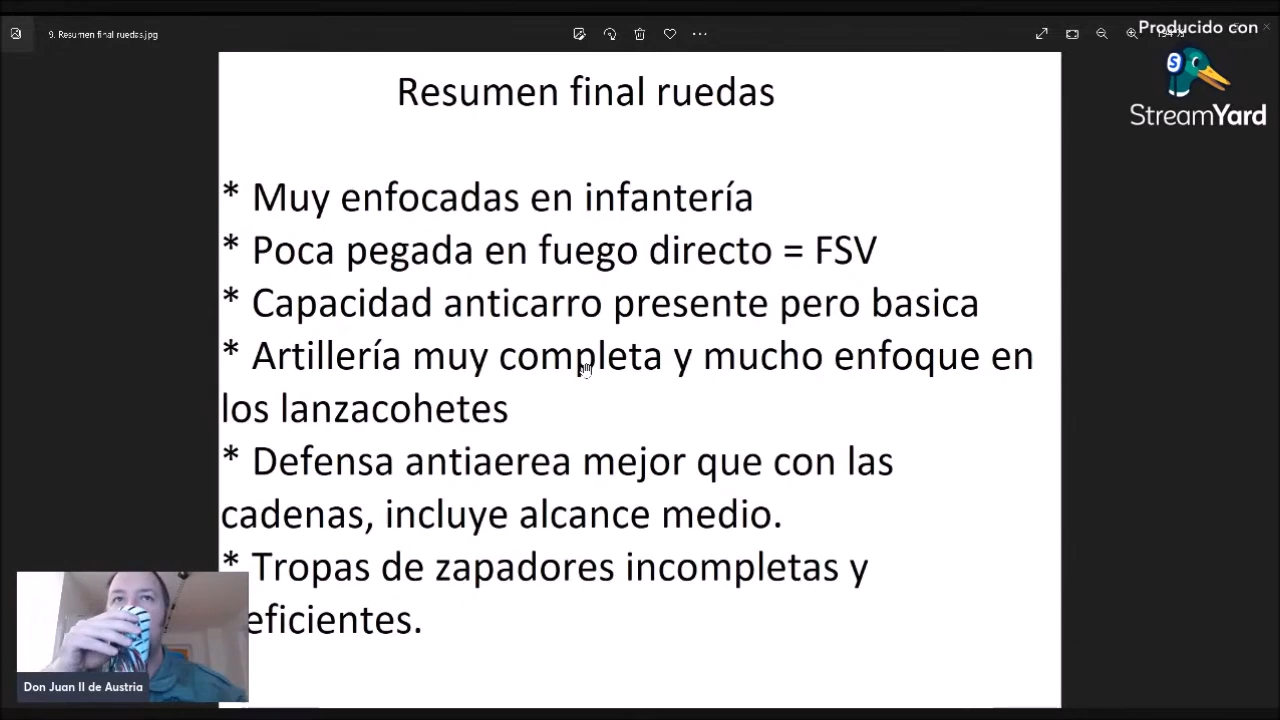 9. Resumen final ruedas.jpg
Producido con
StreamYard
Resumen final ruedas
* Muy enfocadas en infantería
* Poca pegada en fuego directo = FSV
* Capacidad anticarro presente pero basica
* Artillería muy completa y mucho enfoque en
los lanzacohetes
* Defensa antiaerea mejor que con las
cadenas, incluye alcance medio.
* Tropas de zapadores incompletas y
eficientes.
Don Juan II de Austria